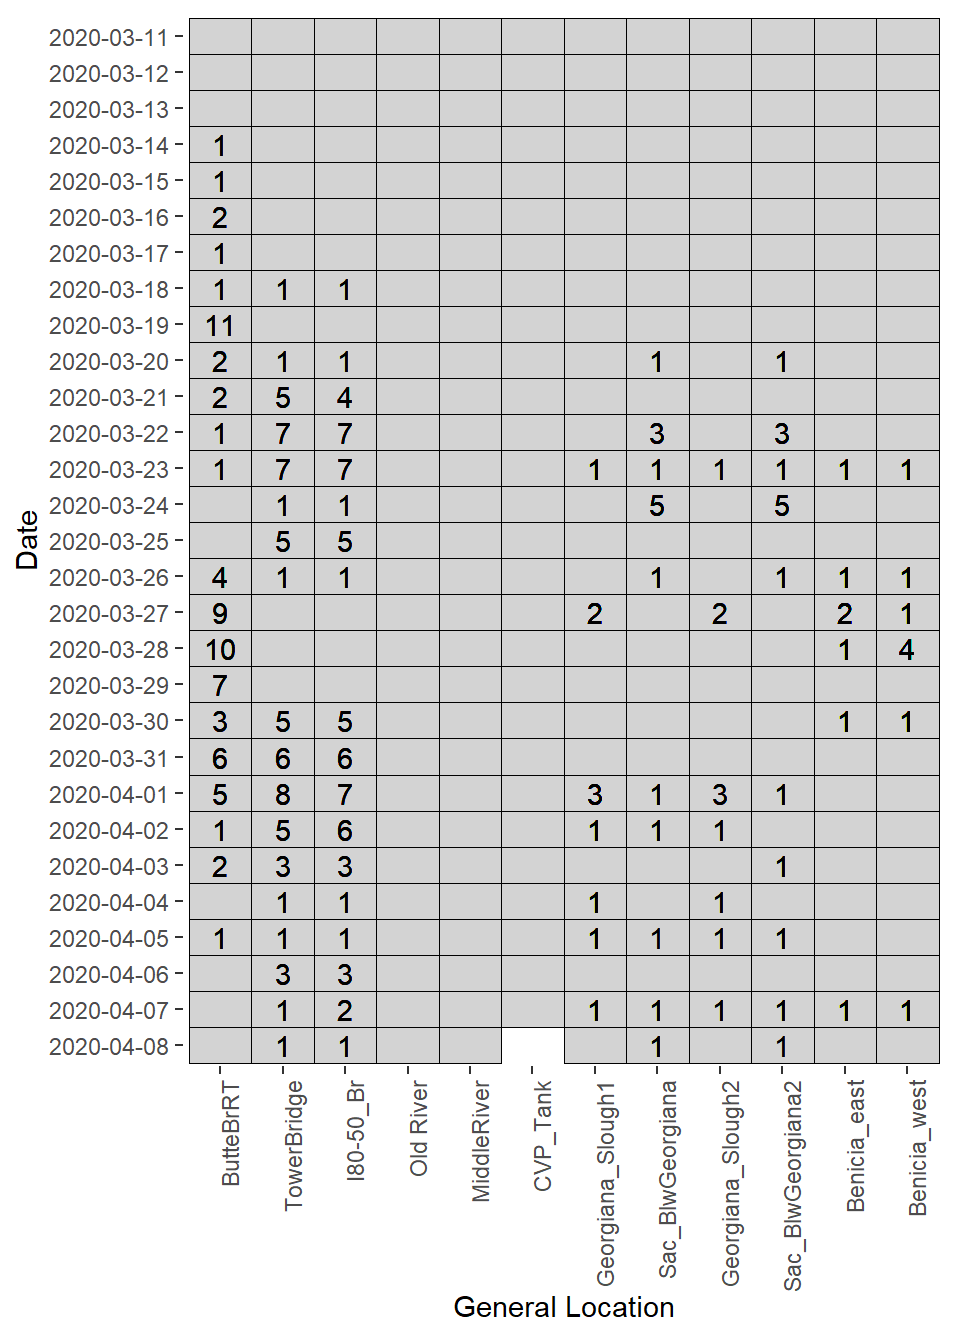 2020-03-11
2020-03-12
2020-03-13
2020-03-14 1
2020-03-15 1
2020-03-16 2
2020-03-17 1
2020-03-18 1 1 1
2020-03-19 11
2020-03-20 2 1 1 1 1
2020-03-21 2 5 4
2020-03-22 1 7 7 3 3
2020-03-23 1 7 7 1 1 1 1 1 1
2020-03-24 1 1 5 5
2020-03-25 5 5
2020-03-26 4 1 1 1 1 1 1
2020-03-27 9 2 2 2 1
2020-03-28 10 1 4
2020-03-29 7
2020-03-30 3 5 5 1 1
2020-03-31 6 6 6
2020-04-01 5 8 7 3 1 3 1
2020-04-02 1 5 6 1 1 1
2020-04-03 2 3 3 1
2020-04-04 1 1 1 1
2020-04-05 1 1 1 1 1 1 1
2020-04-06 3 3
2020-04-07 1 2 1 1 1 1 1 1
2020-04-08 1 1 1 1
Date
ButteBrRT
TowerBridge
I80-50_Br
Old River
MiddleRiver
CVP_Tank
Georgiana_Slough1
Sac_BlwGeorgiana
Georgiana_Slough2
Sac_BlwGeorgiana2
Benicia_east
Benicia_west
General Location